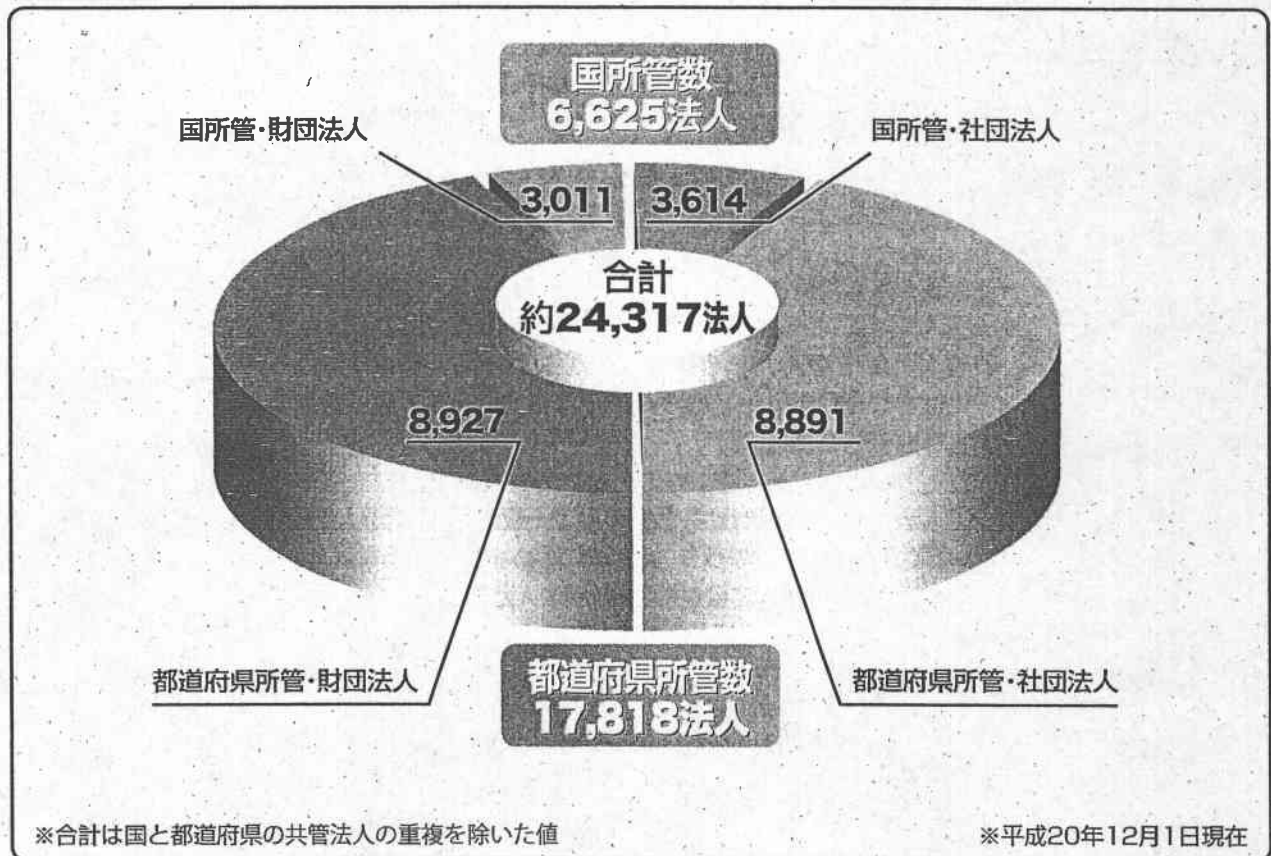 国所管数
6,625法人
国所管・財団法人
国所管・社団法人
3,011
3,614
合計
約24,317法人
8,927
8,891
都道府県所管・財団法人
都道府県所管数
17,818法人
都道府県所管・社団法人
※合計は国と都道府県の共管法人の重複を除いた値
※平成20年12月1日現在